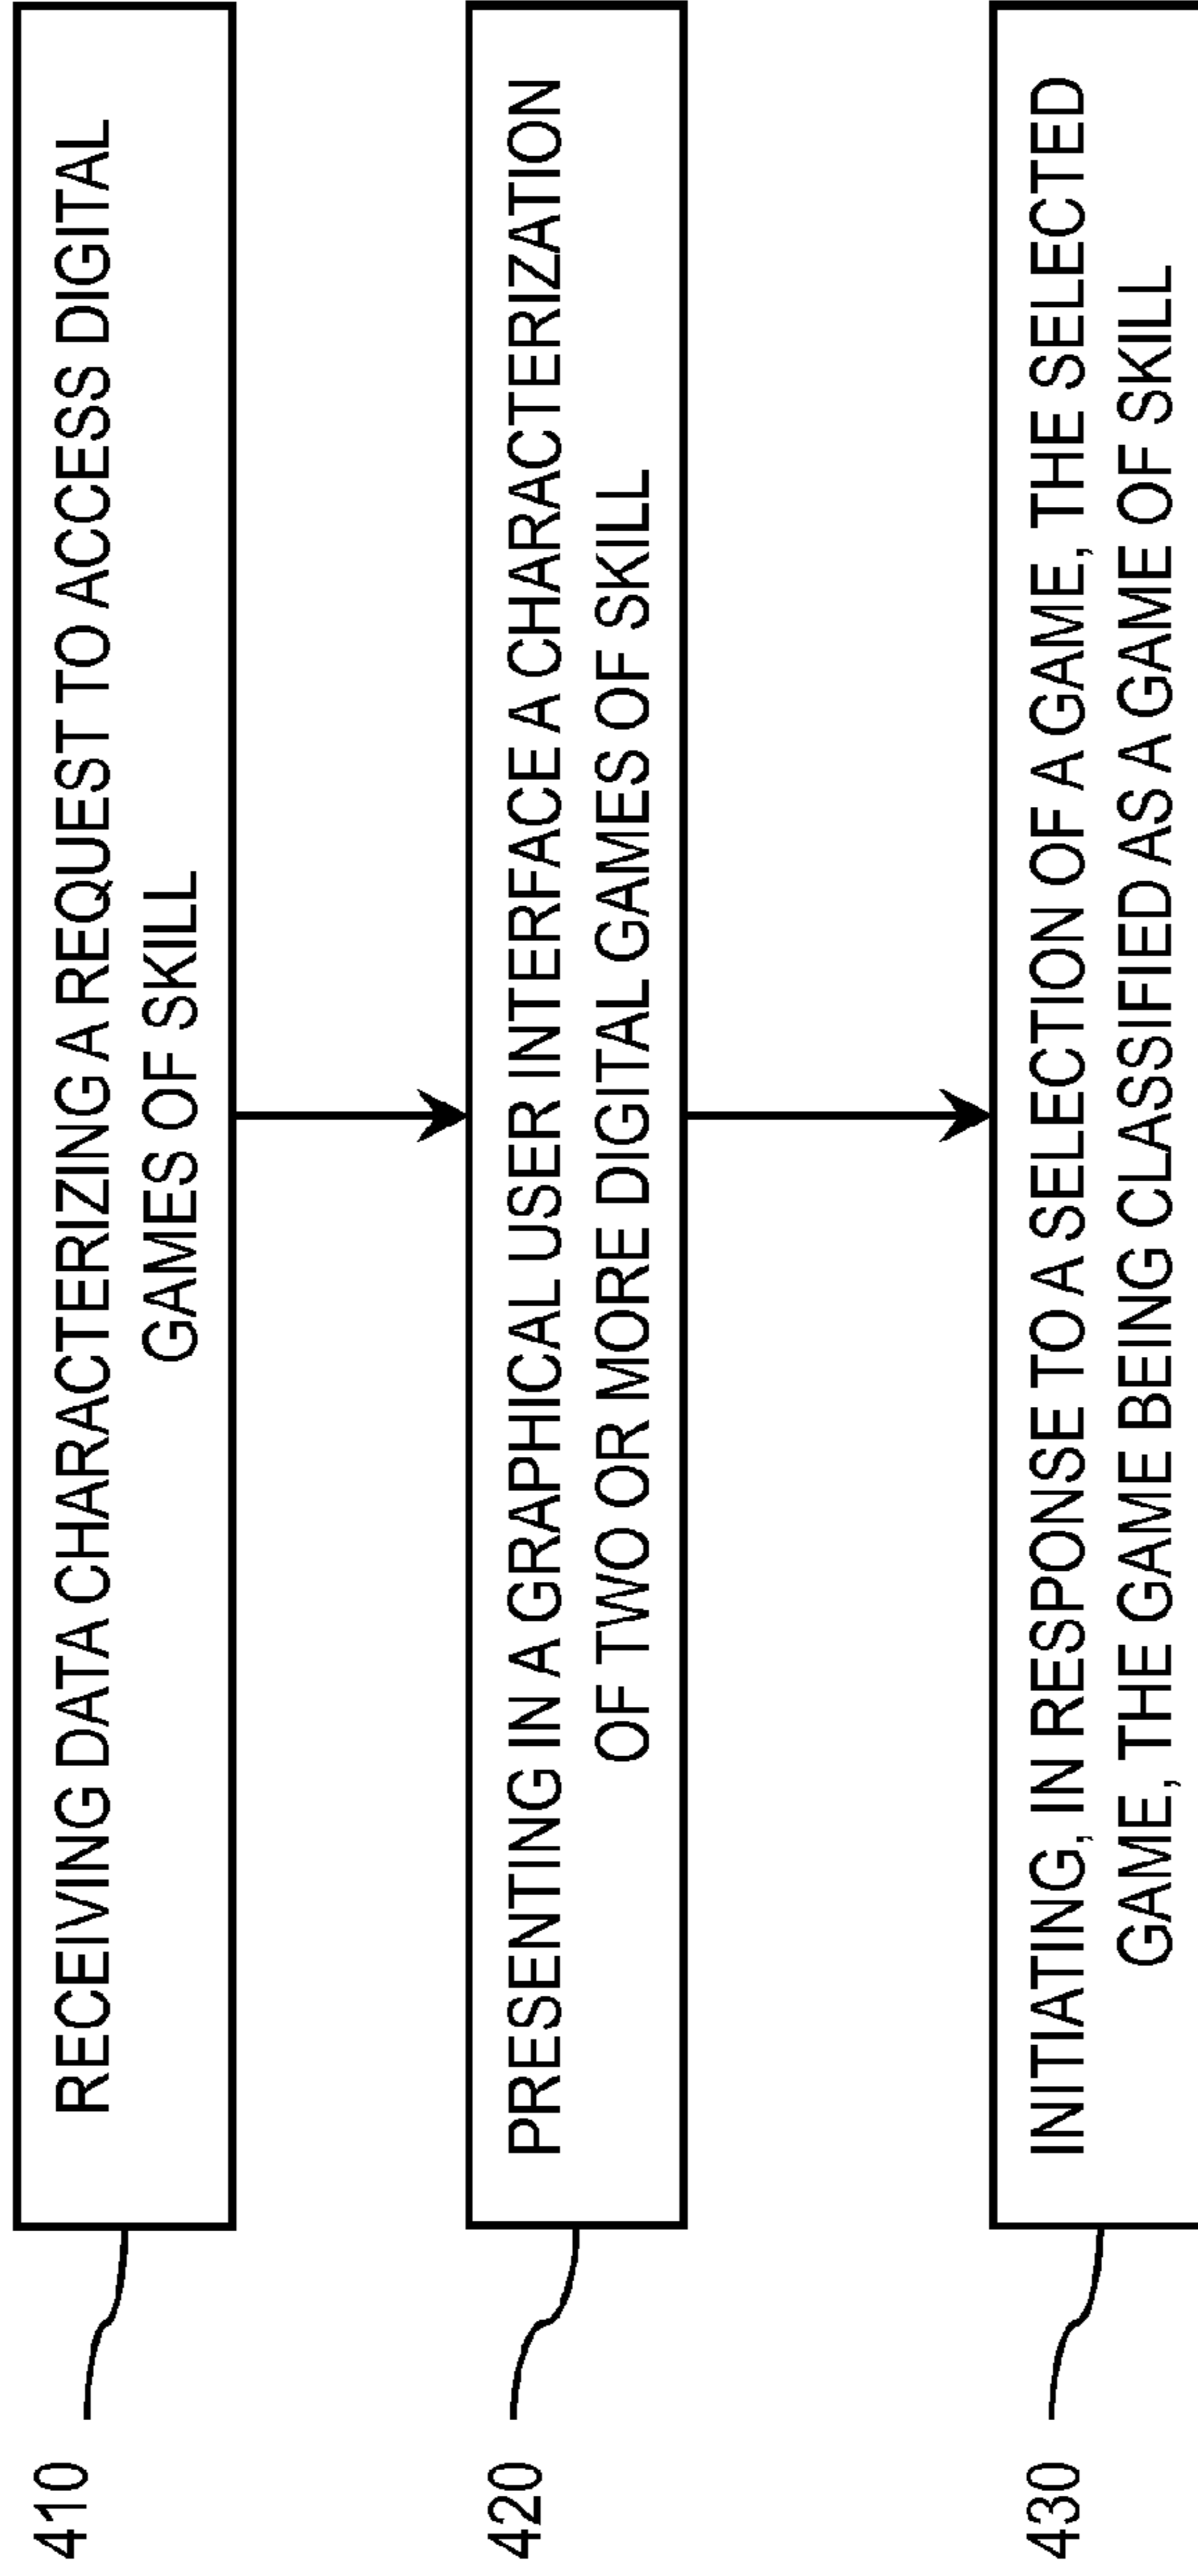 410
RECEIVING DATA CHARACTERIZING A REQUEST TO ACCESS DIGITAL
GAMES OF SKILL
420
PRESENTING IN A GRAPHICAL USER INTERFACE A CHARACTERIZATION
OF TWO OR MORE DIGITAL GAMES OF SKILL
430
INITIATING, IN RESPONSE TO A SELECTION OF A GAME, THE SELECTED
GAME, THE GAME BEING CLASSIFIED AS A GAME OF SKILL